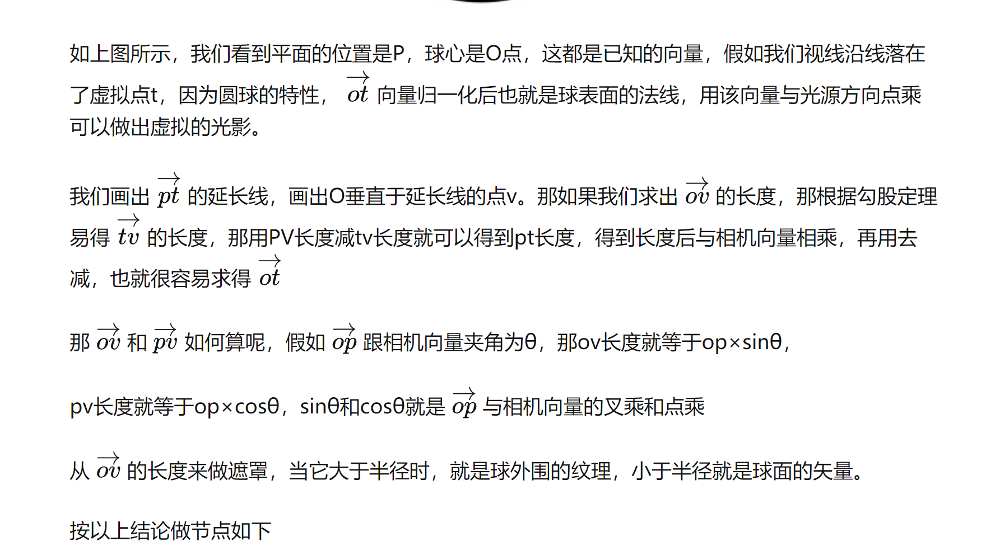 如上图所示，我们看到平面的位置是P，球心是O点，这都是已知的向量，假如我们视线沿线落在
了虚拟点t，因为圆球的特性， $\overrightarrow{ot}$ 向量归一化后也就是球表面的法线，用该向量与光源方向点乘
可以做出虚拟的光影。
我们画出 $\overrightarrow{pt}$ 的延长线，画出O垂直于延长线的点v。那如果我们求出 $\overrightarrow{ov}$ 的长度，那根据勾股定理
易得 $\overrightarrow{tv}$ 的长度，那用PV长度减tv长度就可以得到pt长度，得到长度后与相机向量相乘，再用去
减，也就很容易求得 $\overrightarrow{ot}$
那 $\overrightarrow{ov}$ 和 $\overrightarrow{pv}$ 如何算呢，假如 $\overrightarrow{op}$ 跟相机向量夹角为θ，那ov长度就等于op×sinθ，
pv长度就等于op×cosθ，sinθ和cosθ就是 $\overrightarrow{op}$ 与相机向量的叉乘和点乘
从 $\overrightarrow{ov}$ 的长度来做遮罩，当它大于半径时，就是球外围的纹理，小于半径就是球面的矢量。
按以上结论做节点如下